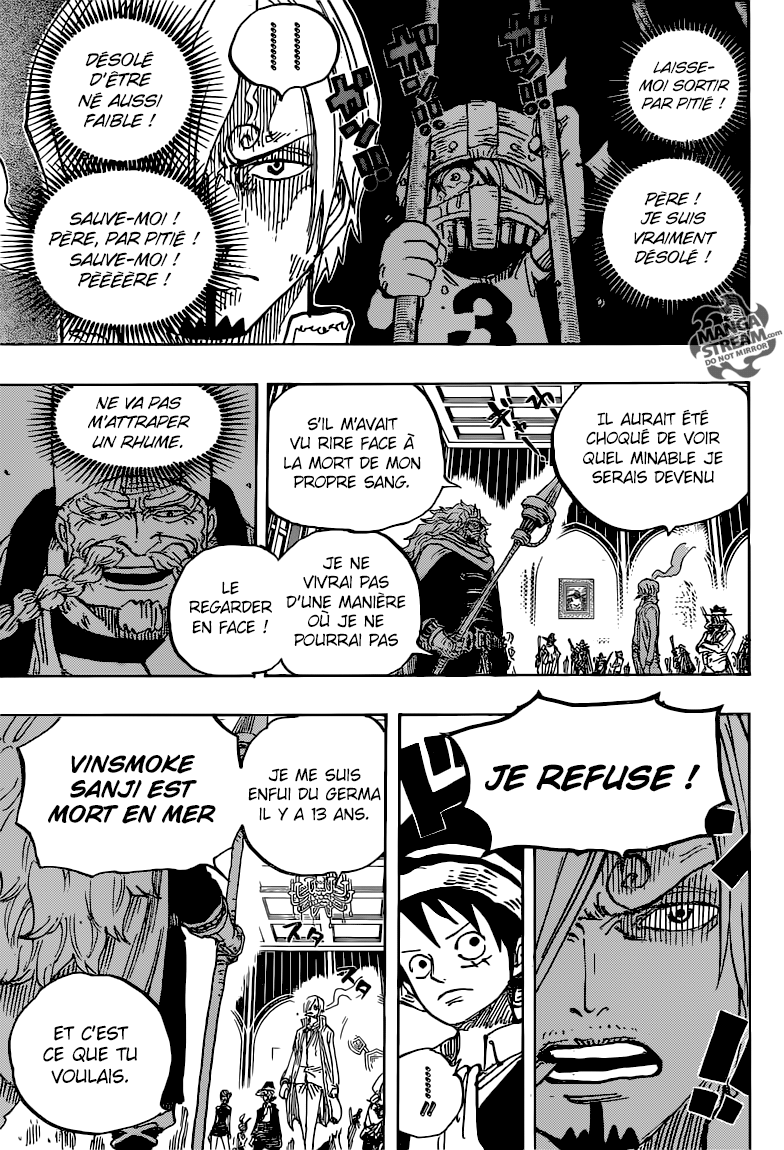 LAISSE-
MOI SORTIR
PAR PITIÉ !
PÈRE !
JE SUIS
VRAIMENT
DÉSOLÉ !
3
DÉSOLÉ
D'ÊTRE
NÉ AUSSI
FAIBLE !
SAUVE-MOI !
PÈRE, PAR PITIÉ !
SAUVE-MOI !
PÈÈÈÈRE !
MANGA
STREAM.com
DO NOT MIRROR
IL AURAIT ÉTÉ
CHOQUÉ DE VOIR
QUEL MINABLE JE
SERAIS DEVENU
S'IL M'AVAIT
VU RIRE FACE À
LA MORT DE MON
PROPRE SANG.
JE NE
VIVRAI PAS
D'UNE MANIÈRE
OÙ JE NE
POURRAI PAS
NE VA PAS
M'ATTRAPER
UN RHUME.
LE
REGARDER
EN FACE !
JE REFUSE !
JE ME SUIS
ENFUI DU GERMA
IL Y A 13 ANS.
VINSMOKE
SANJI EST
MORT EN MER
スタ
スタ
ET C'EST
CE QUE TU
VOULAIS.